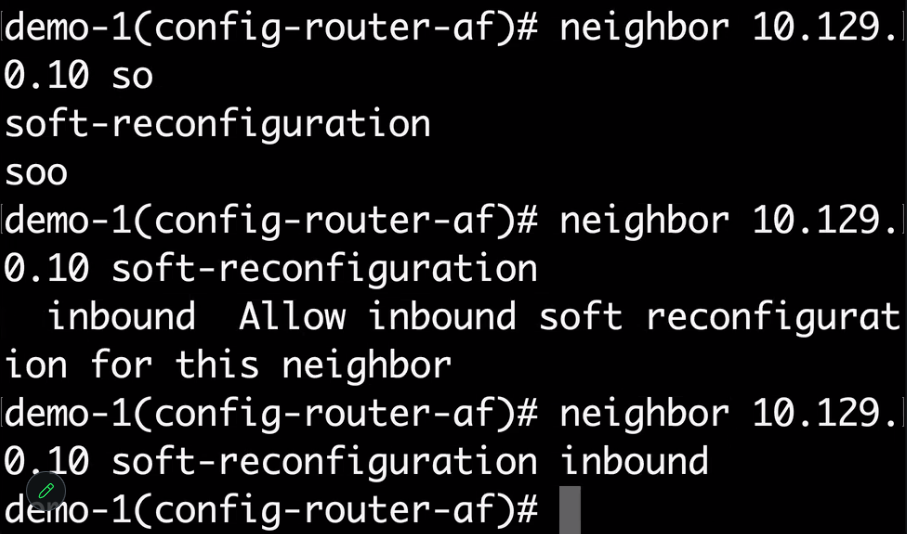 demo-1(config-router-af)# neighbor 10.129.
0.10 so
soft-reconfiguration
soo
demo-1(config-router-af)# neighbor 10.129.
0.10 soft-reconfiguration
  inbound  Allow inbound soft reconfigurat
ion for this neighbor
demo-1(config-router-af)# neighbor 10.129.
0.10 soft-reconfiguration inbound
demo-1(config-router-af)#